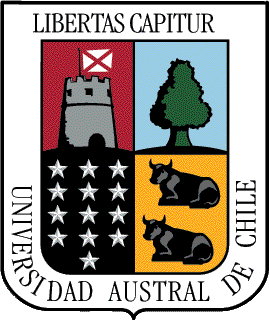 LIBERTAS CAPITUR
UNIVERSIDAD AUSTRAL DE CHILE